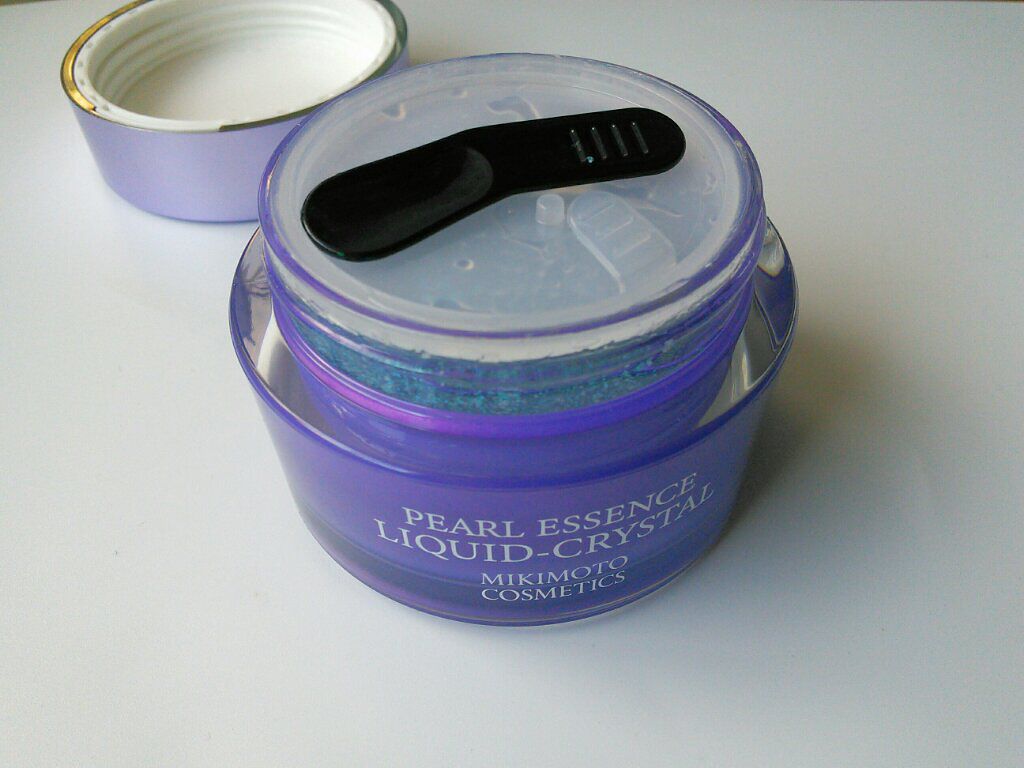 PEARL ESSENCE
LIQUID-CRYSTAL
MIKIMOTO
COSMETICS